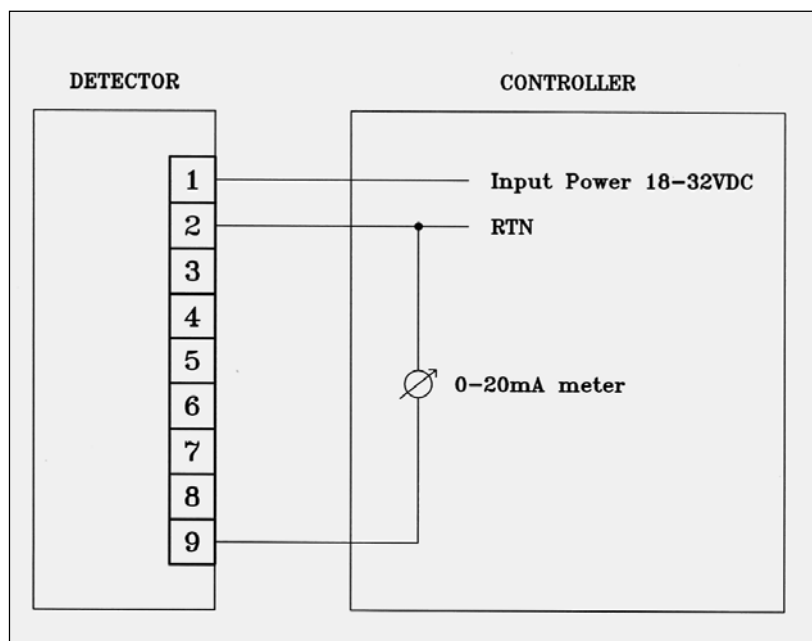 DETECTOR
CONTROLLER
1
Input Power 18-32VDC
2
RTN
3
4
5
0-20mA meter
6
7
8
9